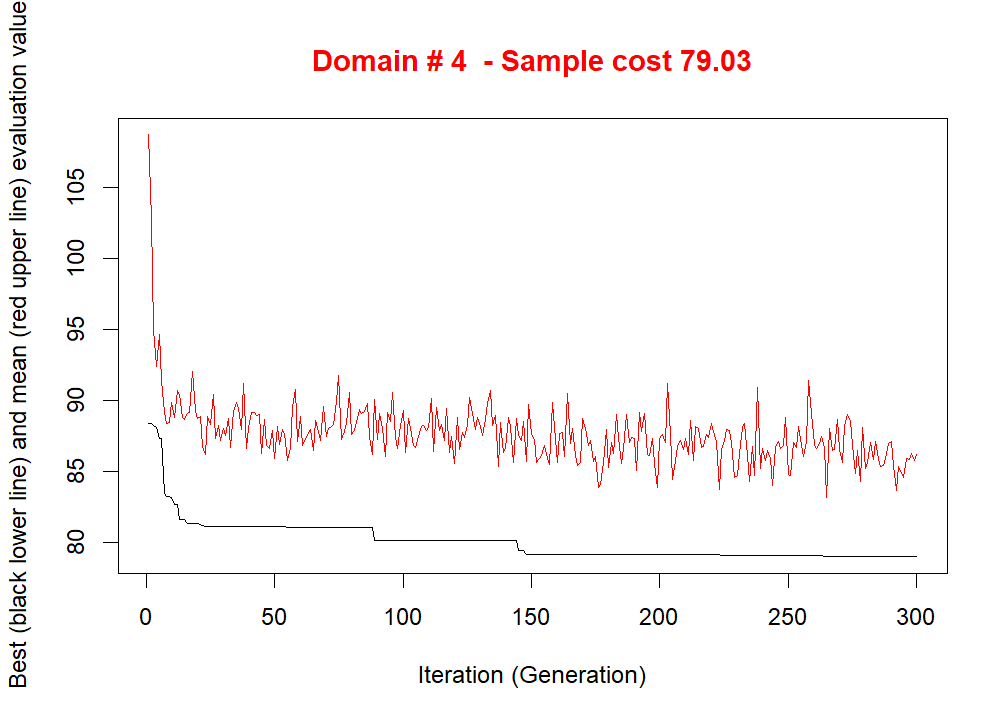 Domain # 4  - Sample cost 79.03
Best (black lower line) and mean (red upper line) evaluation value
105
100
95
90
85
80
0 50 100 150 200 250 300
Iteration (Generation)